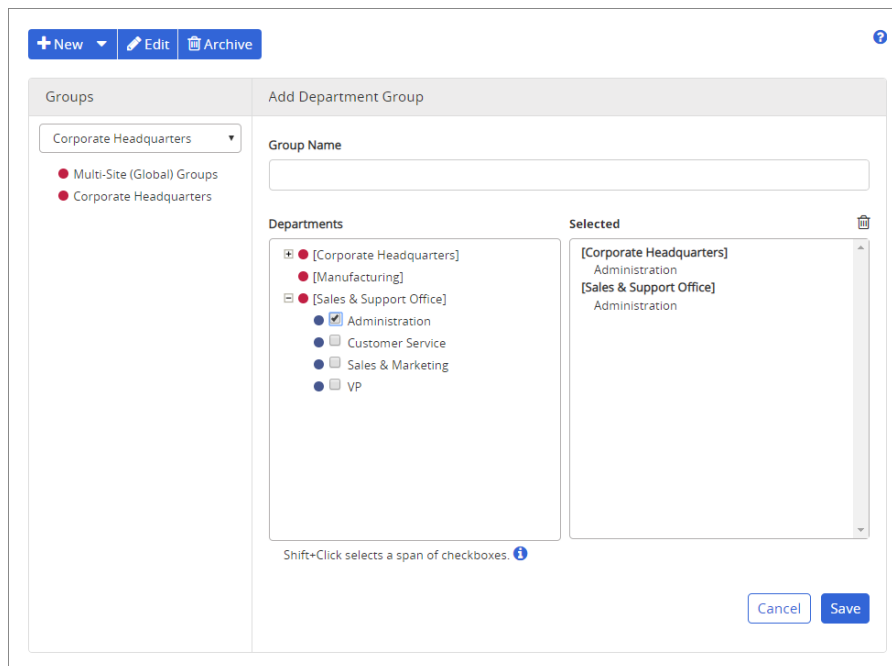 New Edit Archive
Groups
Add Department Group
Corporate Headquarters
Multi-Site (Global) Groups
Corporate Headquarters
Group Name
Departments
[Corporate Headquarters]
[Manufacturing]
[Sales & Support Office]
Administration
Customer Service
Sales & Marketing
VP
Shift+Click selects a span of checkboxes.
Selected
[Corporate Headquarters]
Administration
[Sales & Support Office]
Administration
Cancel Save